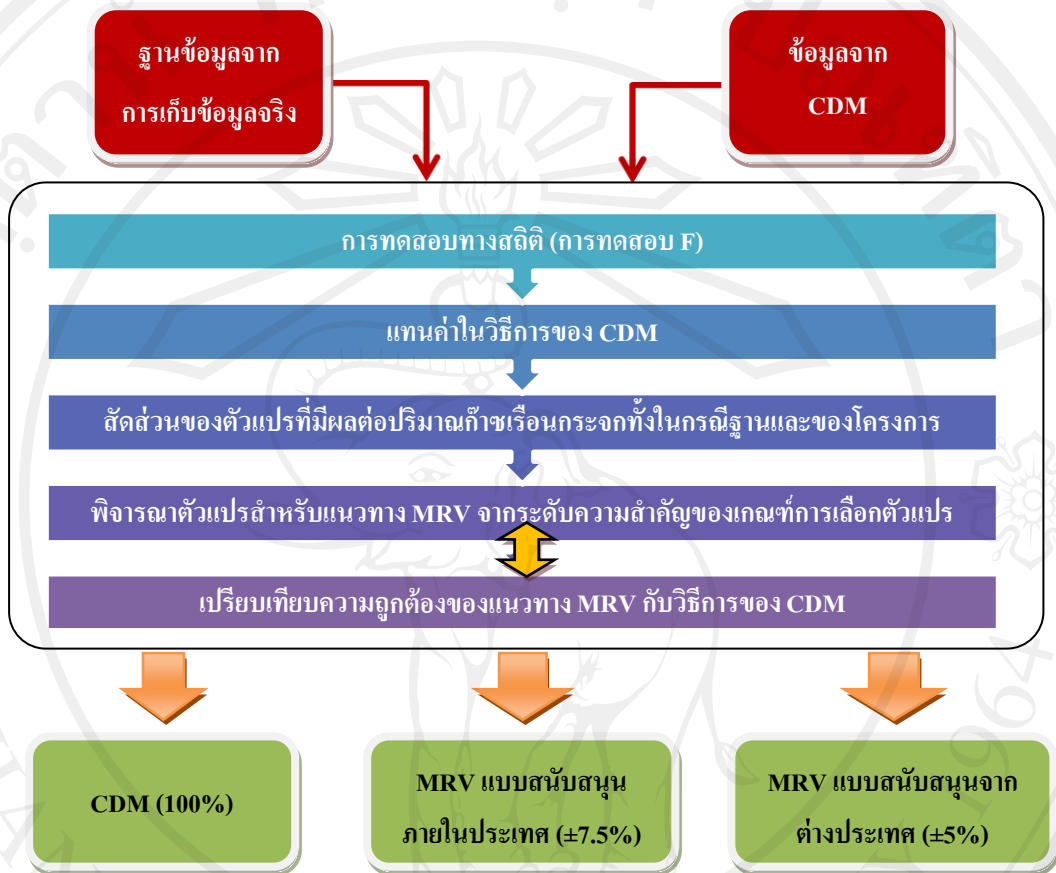 ฐานข้อมูลจาก
การเก็บข้อมูลจริง
ข้อมูลจาก
CDM
การทดสอบทางสถิติ (การทดสอบ F)
แทนค่าในวิธีการของ CDM
สัดส่วนของตัวแปรที่มีผลต่อปริมาณก๊าซเรือนกระจกทั้งในกรณีฐานและของโครงการ
พิจารณาตัวแปรสำหรับแนวทาง MRV จากระดับความสำคัญของเกณฑ์การเลือกตัวแปร
เปรียบเทียบความถูกต้องของแนวทาง MRV กับวิธีการของ CDM
CDM (100%)
MRV แบบสนับสนุน
ภายในประเทศ (±7.5%)
MRV แบบสนับสนุนจาก
ต่างประเทศ (±5%)
1964